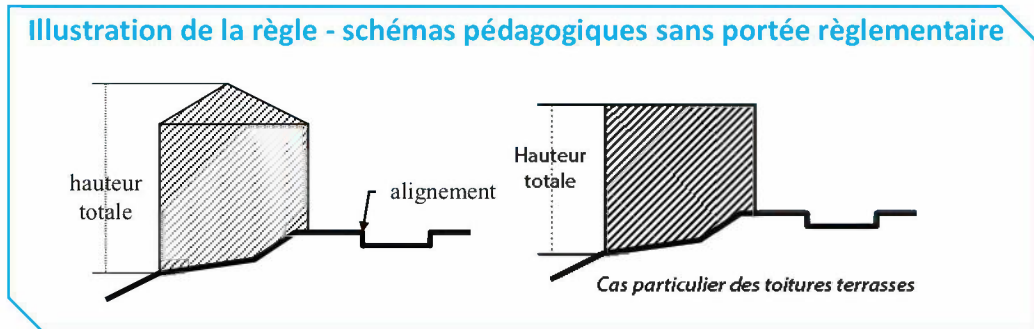 Illustration de la règle - schémas pédagogiques sans portée règlementaire
hauteur
totale
alignement
Hauteur
totale
Cas particulier des toitures terrasses